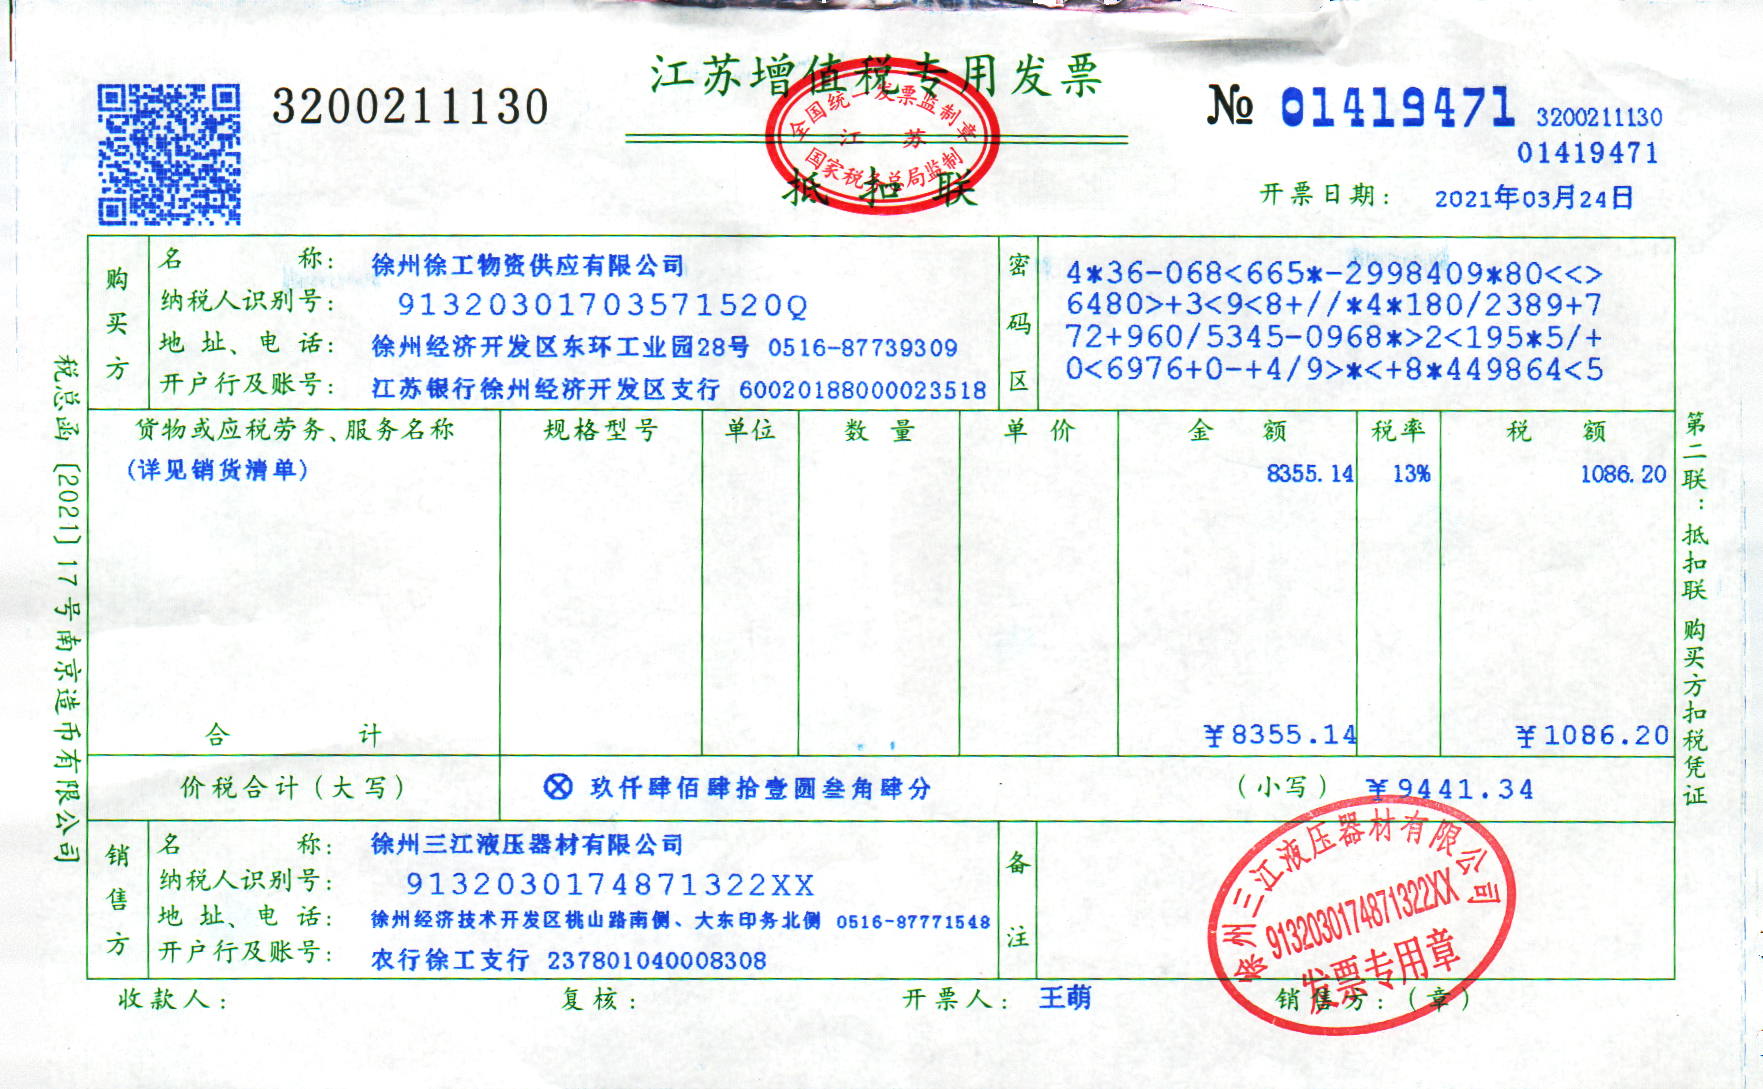 江苏增值税专用发票
3200211130
№ 01419471 3200211130
01419471
全国统一发票监制章
江 苏
国家税务总局监制
抵扣联
开票日期： 2021年03月24日
购买方
名 称： 徐州徐工物资供应有限公司
纳税人识别号： 91320301703571520Q
地 址、电 话： 徐州经济开发区东环工业园28号 0516-87739309
开户行及账号： 江苏银行徐州经济开发区支行 60020188000023518
密码区
4*36-068<665*-2998409*80<<>
6480>+3<9<8+//*4*180/2389+7
72+960/5345-0968*>2<195*5/+
0<6976+0-+4/9>*<+8*449864<5
货物或应税劳务、服务名称 规格型号 单位 数 量 单 价 金 额 税率 税 额
(详见销货清单) 8355.14 13% 1086.20
合 计 ¥8355.14 ¥1086.20
价税合计（大写） ⊗ 玖仟肆佰肆拾壹圆叁角肆分 （小写） ¥9441.34
销售方
名 称： 徐州三江液压器材有限公司
纳税人识别号： 9132030174871322XX
地 址、电 话： 徐州经济技术开发区桃山路南侧、大东印务北侧 0516-87771548
开户行及账号： 农行徐工支行 237801040008308
备注
收款人： 复核： 开票人： 王萌 销售方：（章）
徐州三江液压器材有限公司
9132030174871322XX
发票专用章
税总函〔2021〕17号南京造币有限公司
第二联：抵扣联 购买方扣税凭证